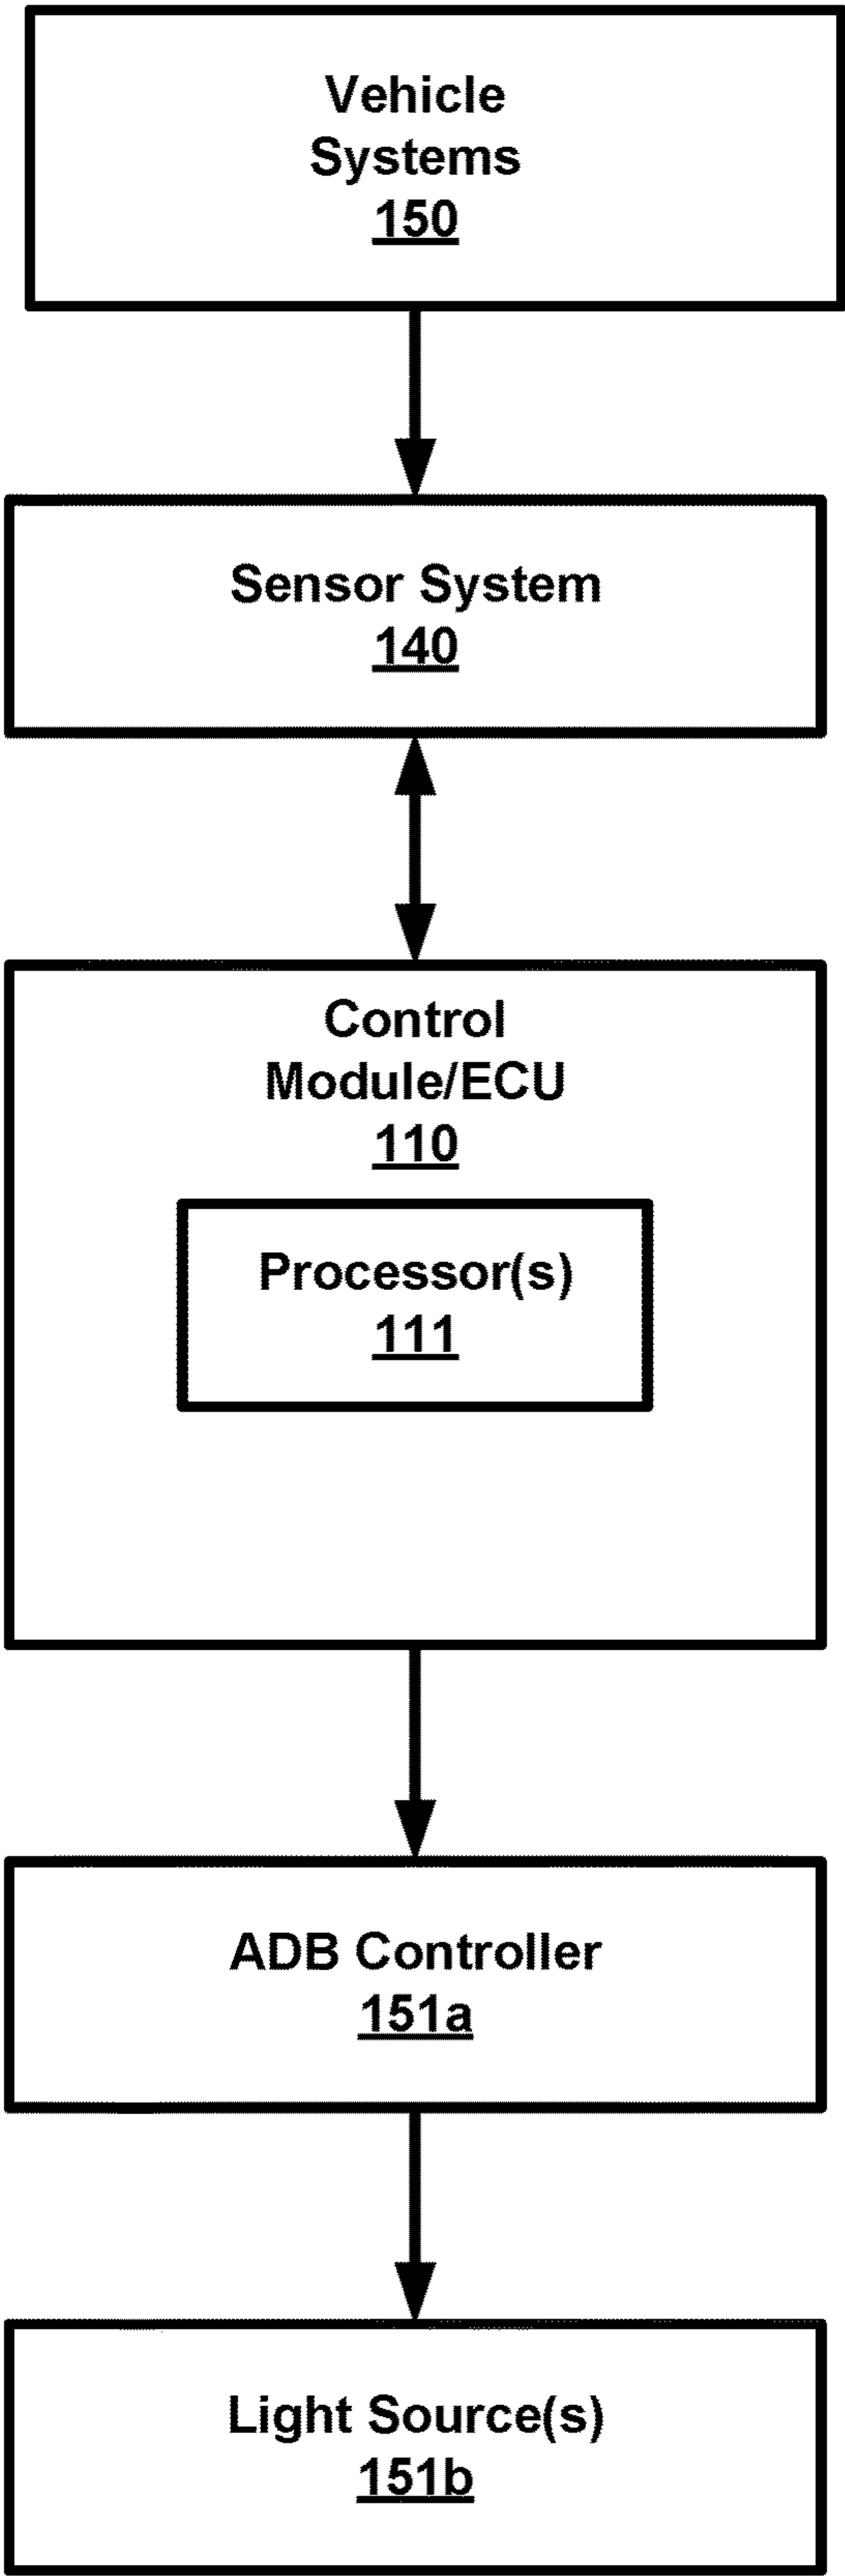 Vehicle
Systems
150
Sensor System
140
Control
Module/ECU
110
Processor(s)
111
ADB Controller
151a
Light Source(s)
151b